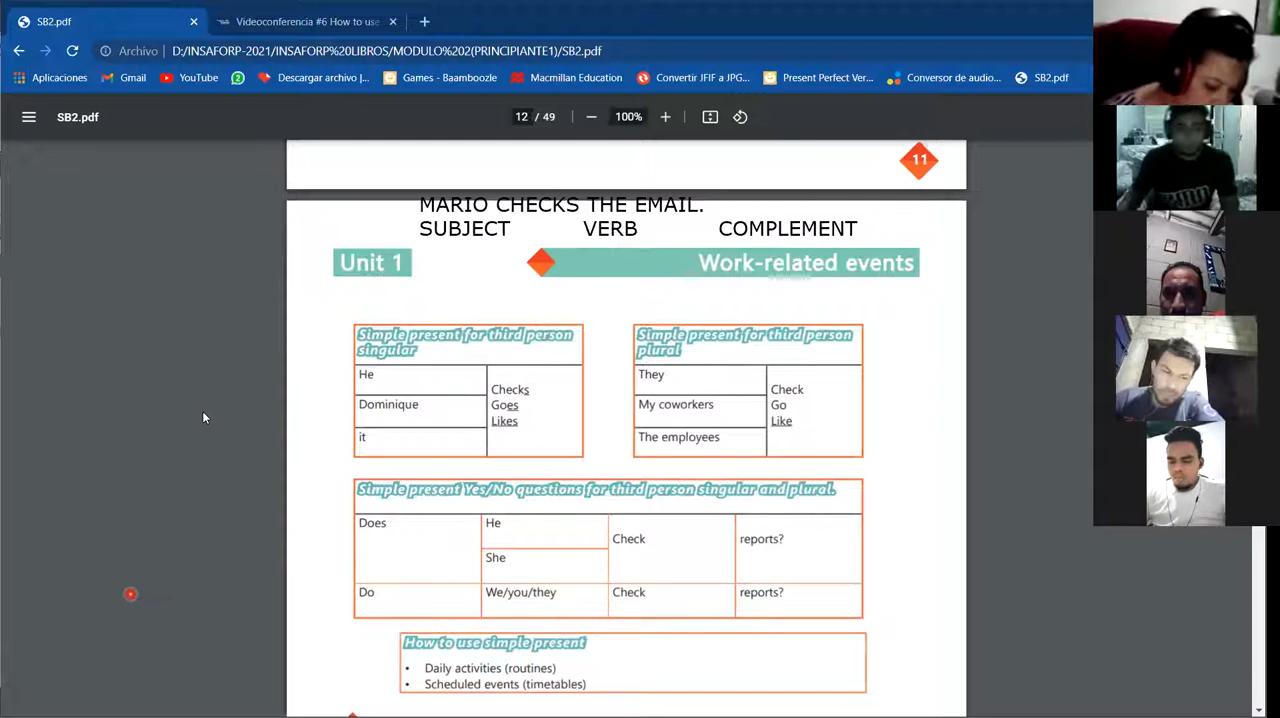 SB2.pdf
Videoconferencia #6 How to use
Archivo
D:/INSAFORP-2021/INSAFORP%20LIBROS/MODULO%202(PRINCIPIANTE1)/SB2.pdf
Aplicaciones
Gmail
YouTube
2
Descargar archivo |...
Games - Baamboozle
Macmillan Education
Convertir JFIF a JPG...
Present Perfect Ver...
Conversor de audio...
SB2.pdf
SB2.pdf
12 / 49
100%
11
MARIO CHECKS THE EMAIL.
SUBJECT VERB COMPLEMENT
Unit 1
Work-related events
Simple present for third person
singular
He
Dominique
it
Checks
Goes
Likes
Simple present for third person
plural
They
My coworkers
The employees
Check
Go
Like
Simple present Yes/No questions for third person singular and plural.
Does
He
She
Check
reports?
Do
We/you/they
Check
reports?
How to use simple present
• Daily activities (routines)
• Scheduled events (timetables)